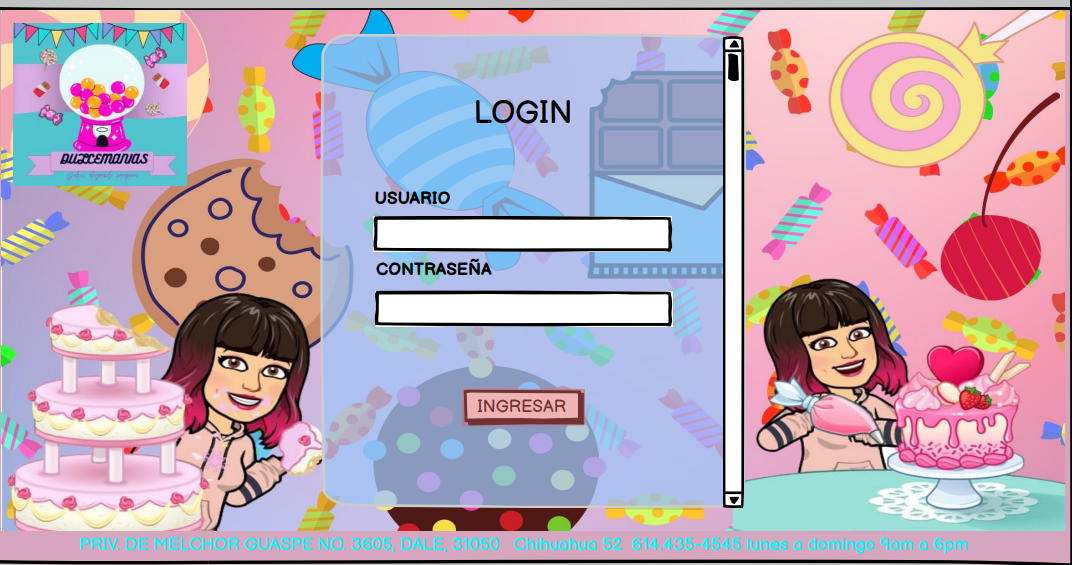 DULCEMANIAS
LOGIN
USUARIO
CONTRASEÑA
INGRESAR
PRIV. DE MELCHOR GUASPE NO. 3605, DALE, 31050 Chihuahua 52 614.435-4545 lunes a domingo 9am a 6pm